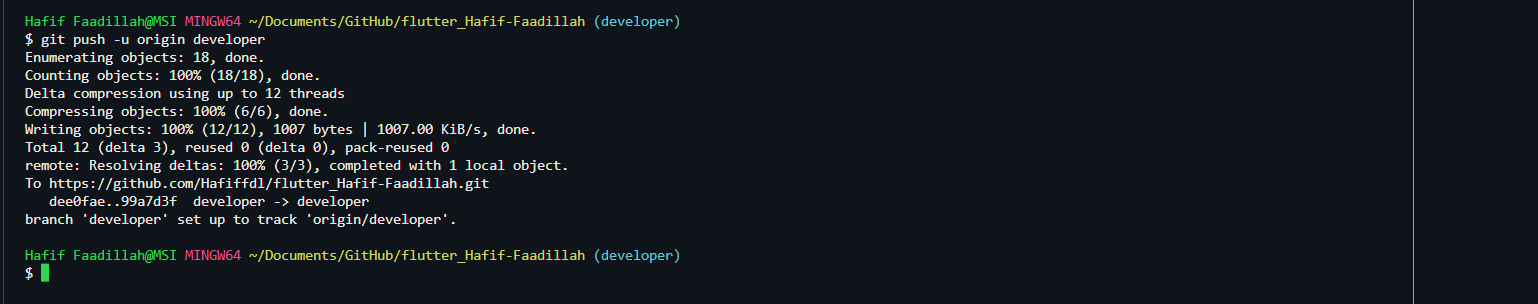 Hafif Faadillah@MSI MINGW64 ~/Documents/GitHub/flutter_Hafif-Faadillah (developer)
$ git push -u origin developer
Enumerating objects: 18, done.
Counting objects: 100% (18/18), done.
Delta compression using up to 12 threads
Compressing objects: 100% (6/6), done.
Writing objects: 100% (12/12), 1007 bytes | 1007.00 KiB/s, done.
Total 12 (delta 3), reused 0 (delta 0), pack-reused 0
remote: Resolving deltas: 100% (3/3), completed with 1 local object.
To https://github.com/Hafiffdl/flutter_Hafif-Faadillah.git
   dee0fae..99a7d3f  developer -> developer
branch 'developer' set up to track 'origin/developer'.
Hafif Faadillah@MSI MINGW64 ~/Documents/GitHub/flutter_Hafif-Faadillah (developer)
$